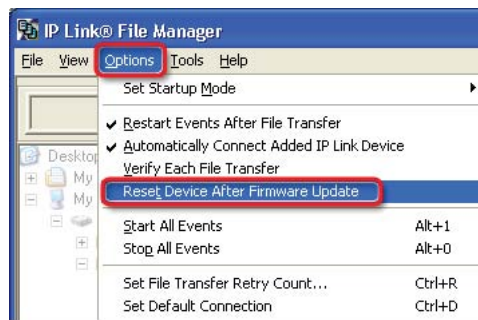 IP Link® File Manager
File View Options Tools Help
Set Startup Mode
✔ Restart Events After File Transfer
✔ Automatically Connect Added IP Link Device
Verify Each File Transfer
Reset Device After Firmware Update
Start All Events Alt+1
Stop All Events Alt+0
Set File Transfer Retry Count... Ctrl+R
Set Default Connection Ctrl+D
Desktop
My
My